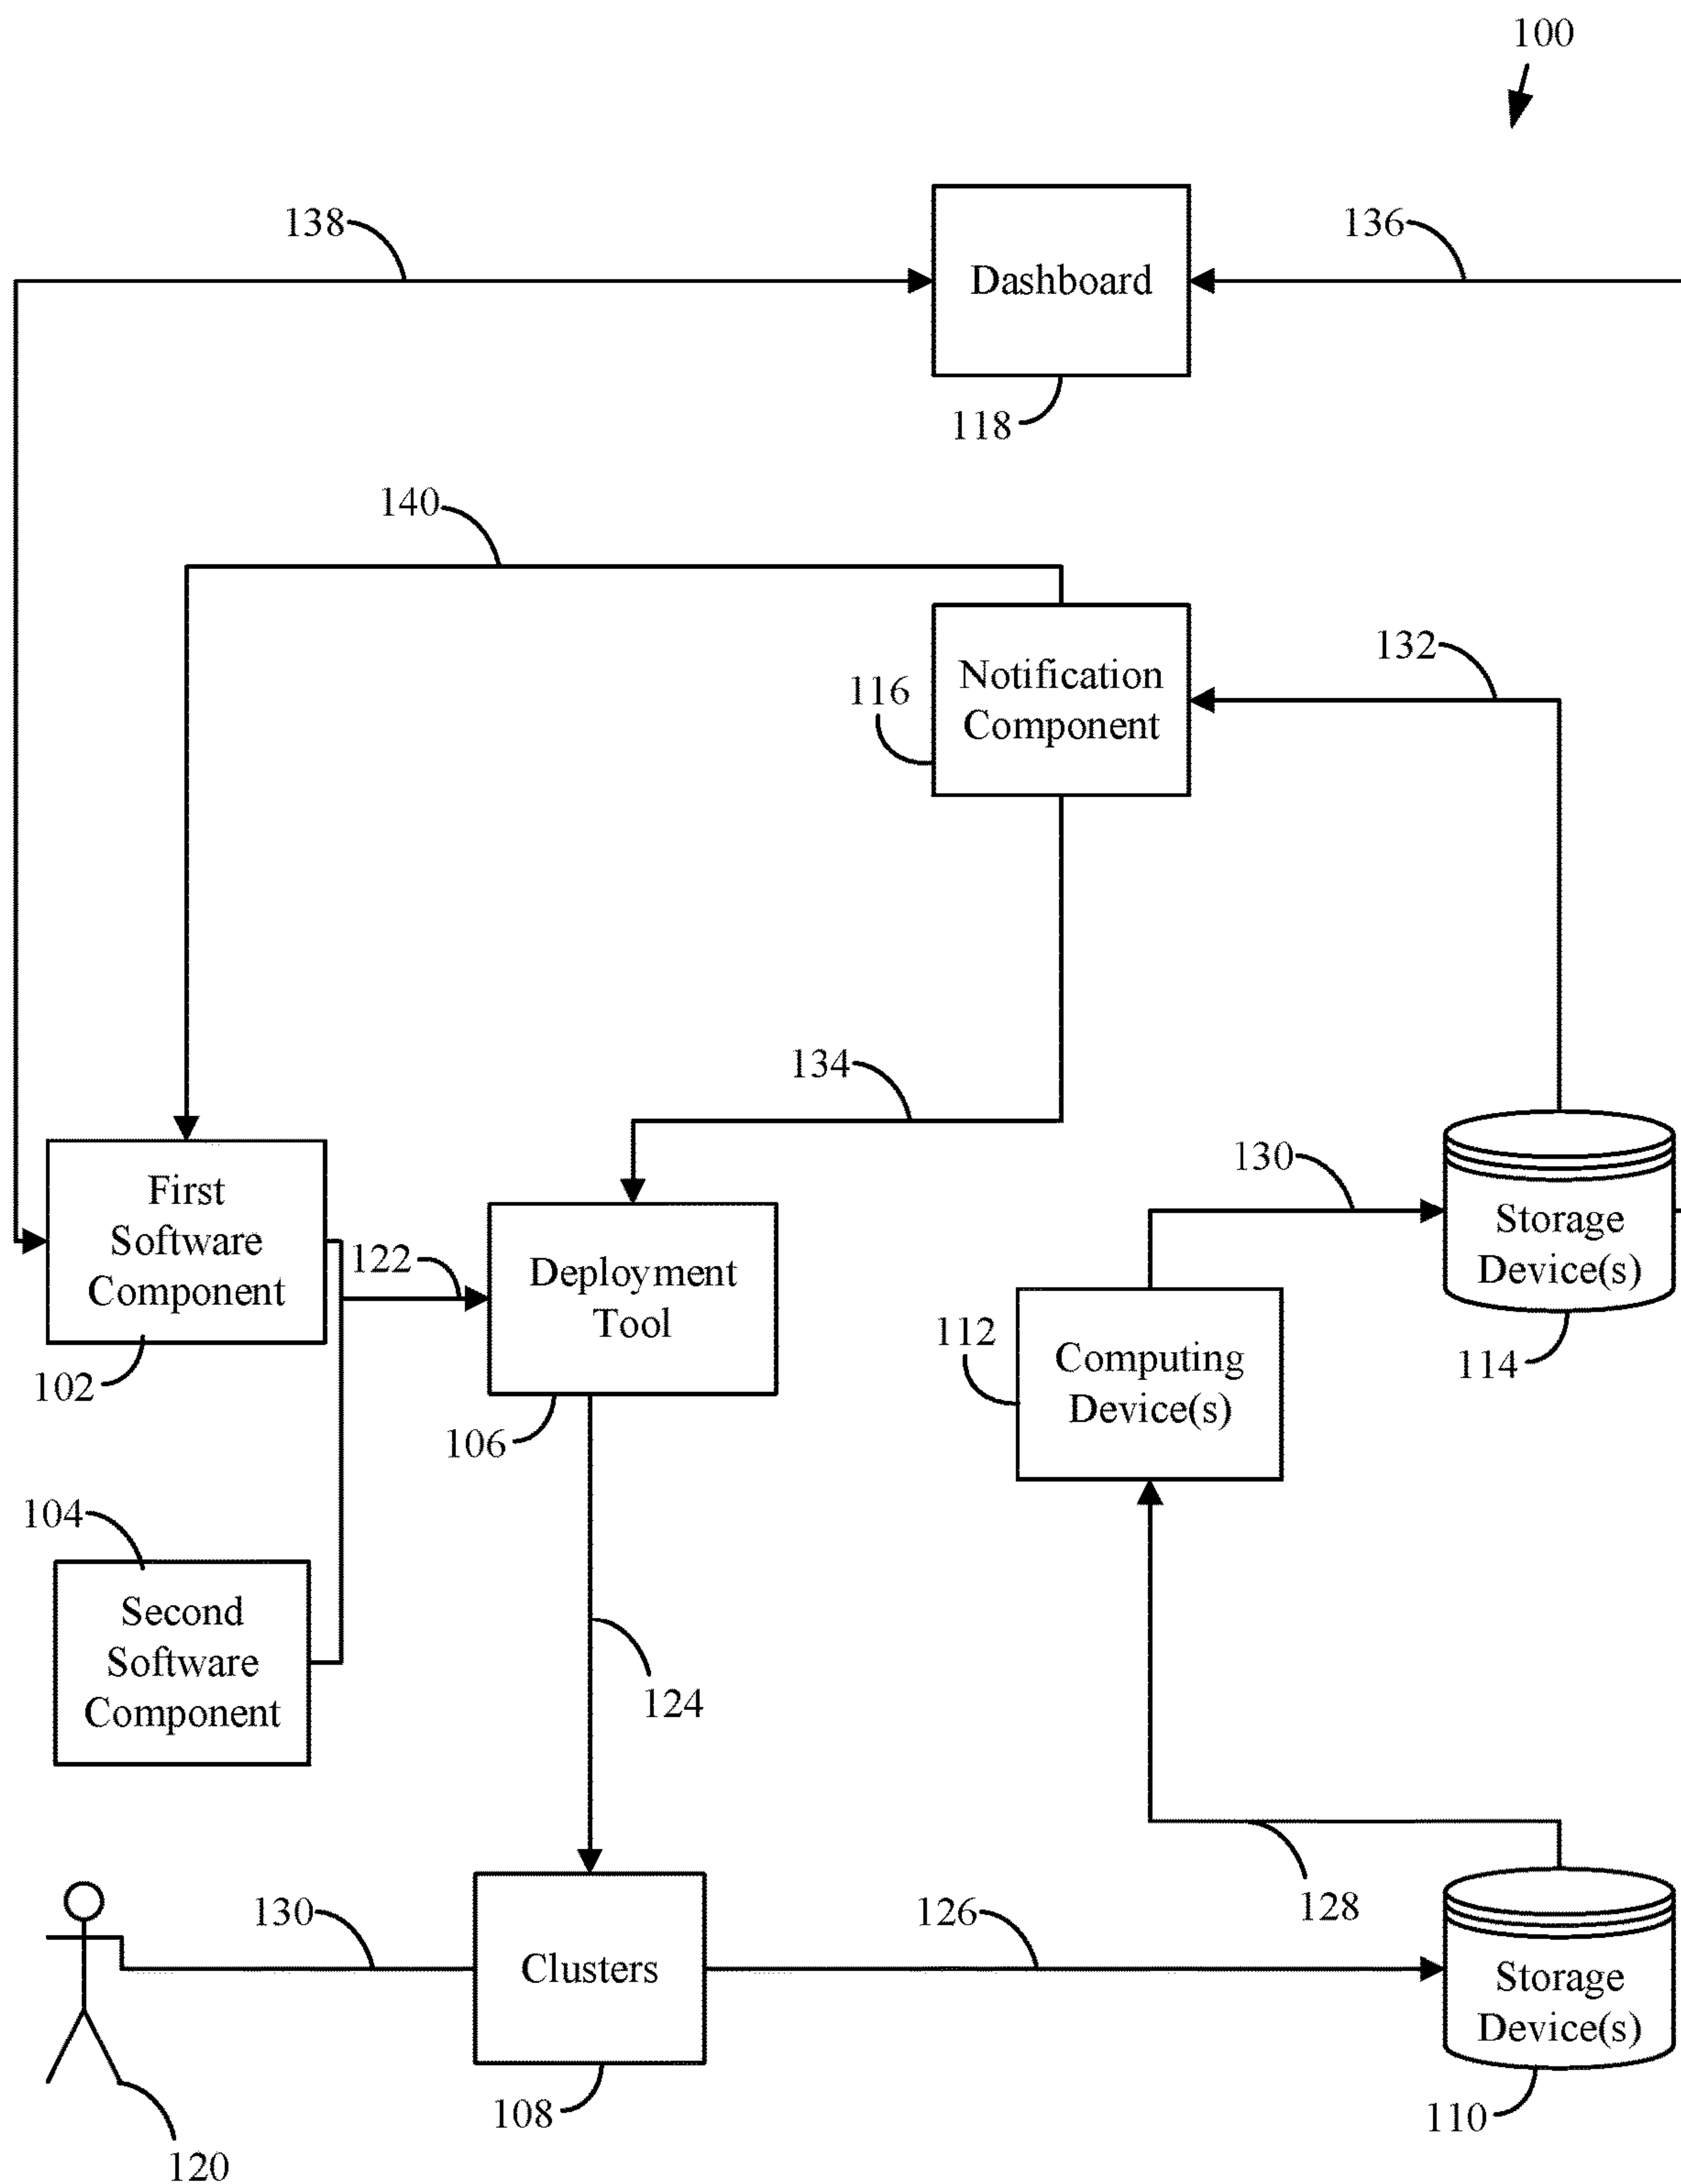 100
138
136
Dashboard
118
140
132
Notification
Component
116
134
130
First
Software
Component
122
Deployment
Tool
Storage
Device(s)
112
Computing
Device(s)
114
102
106
104
Second
Software
Component
124
128
130
126
Clusters
Storage
Device(s)
108
110
120